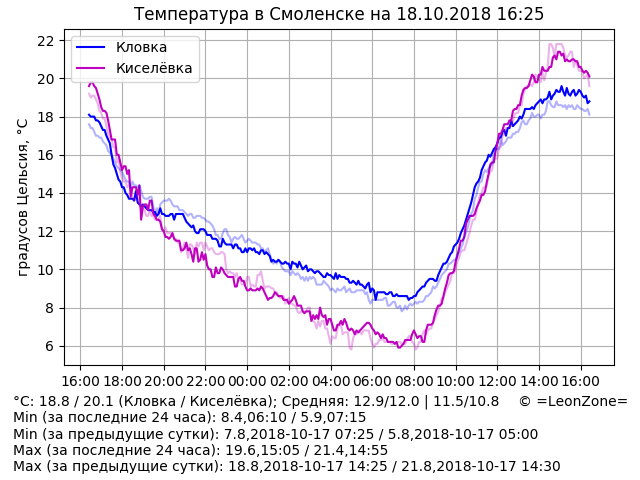 Температура в Смоленске на 18.10.2018 16:25
Кловка
Киселёвка
градусов Цельсия, °C
22
20
18
16
14
12
10
8
6
16:00 18:00 20:00 22:00 00:00 02:00 04:00 06:00 08:00 10:00 12:00 14:00 16:00
°C: 18.8 / 20.1 (Кловка / Киселёвка); Средняя: 12.9/12.0 | 11.5/10.8 © =LeonZone=
Min (за последние 24 часа): 8.4,06:10 / 5.9,07:15
Min (за предыдущие сутки): 7.8,2018-10-17 07:25 / 5.8,2018-10-17 05:00
Max (за последние 24 часа): 19.6,15:05 / 21.4,14:55
Max (за предыдущие сутки): 18.8,2018-10-17 14:25 / 21.8,2018-10-17 14:30